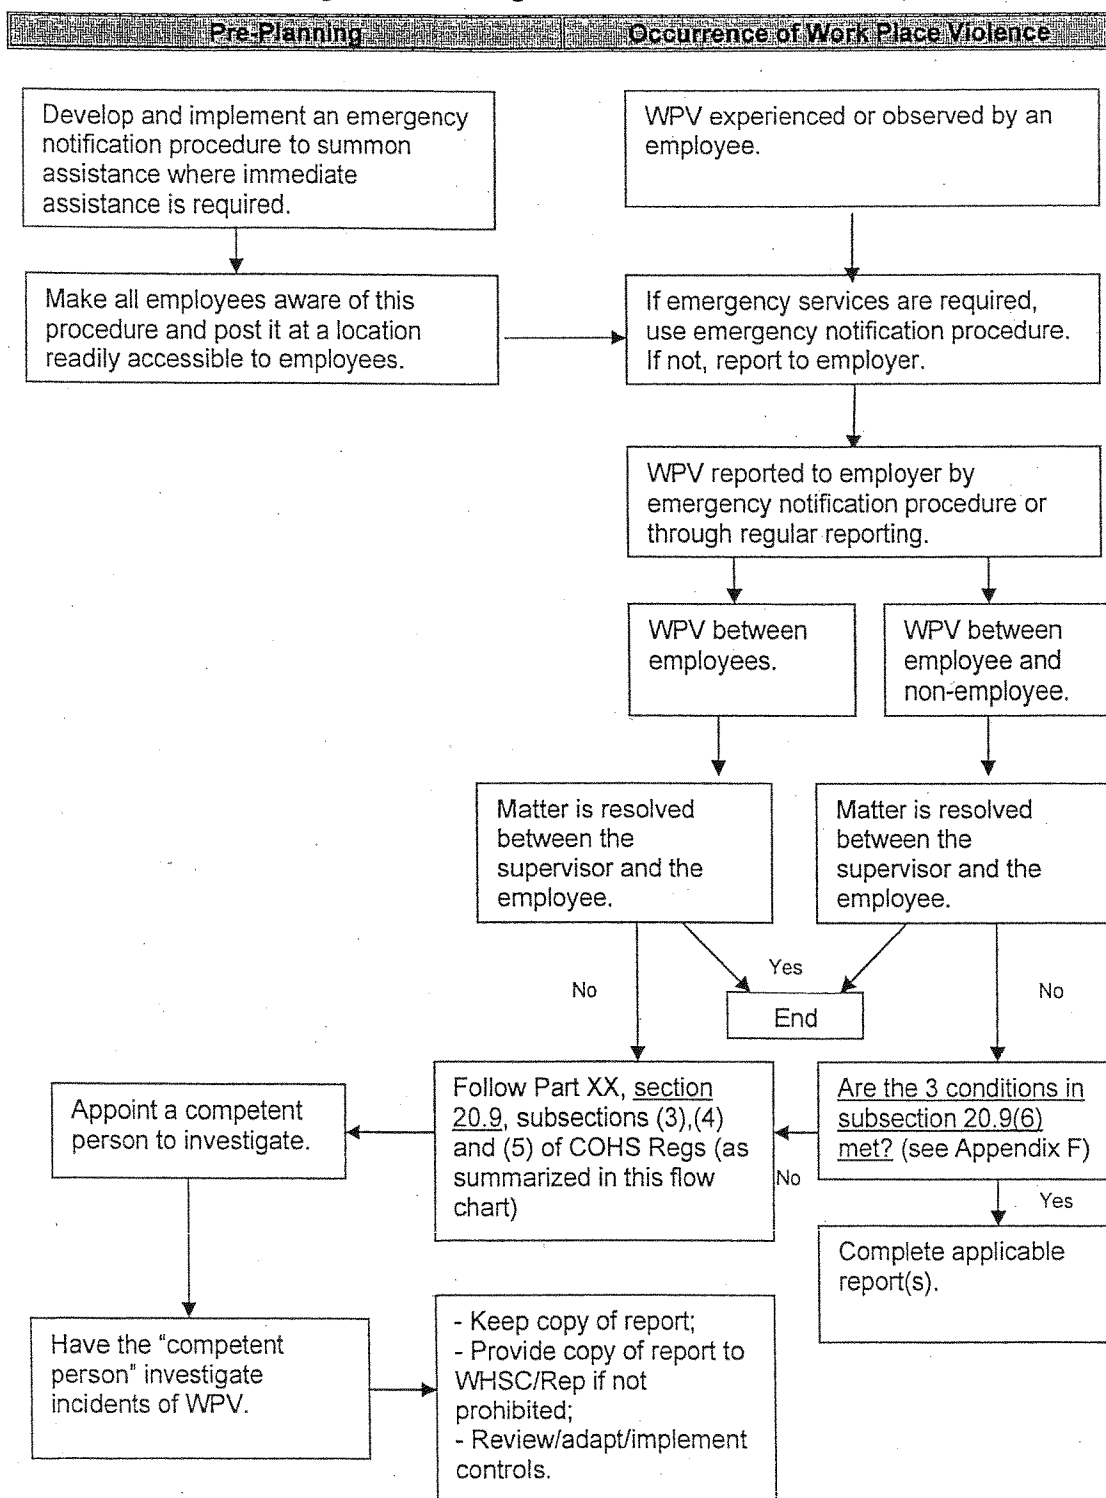 Pre-Planning
Occurrence of Work Place Violence
Develop and implement an emergency
notification procedure to summon
assistance where immediate
assistance is required.
WPV experienced or observed by an
employee.
Make all employees aware of this
procedure and post it at a location
readily accessible to employees.
If emergency services are required,
use emergency notification procedure.
If not, report to employer.
WPV reported to employer by
emergency notification procedure or
through regular reporting.
WPV between
employees.
WPV between
employee and
non-employee.
Matter is resolved
between the
supervisor and the
employee.
Matter is resolved
between the
supervisor and the
employee.
Yes
No
No
End
Appoint a competent
person to investigate.
Follow Part XX, section
20.9, subsections (3),(4)
and (5) of COHS Regs (as
summarized in this flow
chart)
Are the 3 conditions in
subsection 20.9(6)
met? (see Appendix F)
No
Yes
Complete applicable
report(s).
Have the "competent
person" investigate
incidents of WPV.
- Keep copy of report;
- Provide copy of report to
WHSC/Rep if not
prohibited;
- Review/adapt/implement
controls.